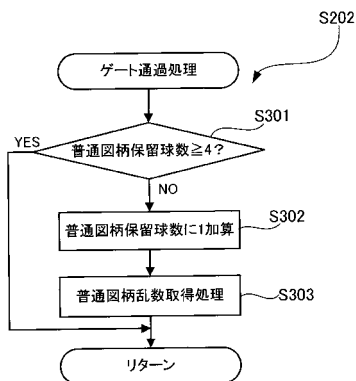 S202
ゲート通過処理
S301
YES
普通図柄保留球数≧4?
NO
S302
普通図柄保留球数に1加算
普通図柄乱数取得処理
S303
リターン